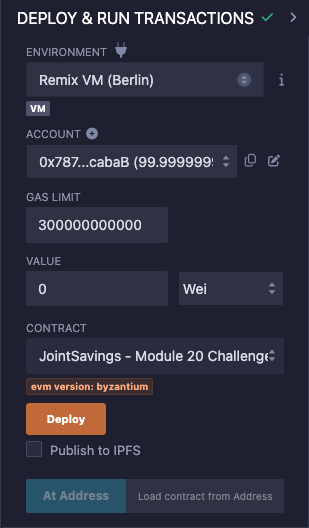 DEPLOY & RUN TRANSACTIONS
ENVIRONMENT
Remix VM (Berlin)
VM
ACCOUNT
0x787...cabaB (99.9999999
GAS LIMIT
300000000000
VALUE
0 Wei
CONTRACT
JointSavings - Module 20 Challenge
evm version: byzantium
Deploy
Publish to IPFS
At Address Load contract from Address